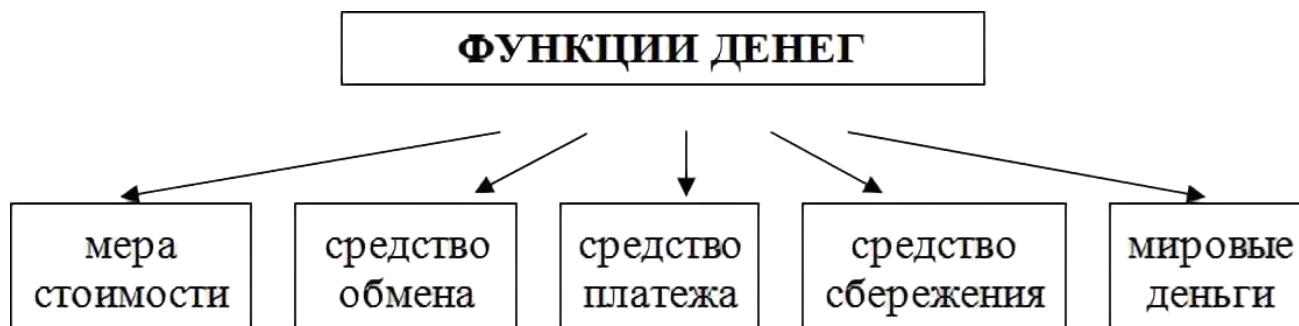 ФУНКЦИИ ДЕНЕГ
мера
стоимости
средство
обмена
средство
платежа
средство
сбережения
мировые
деньги